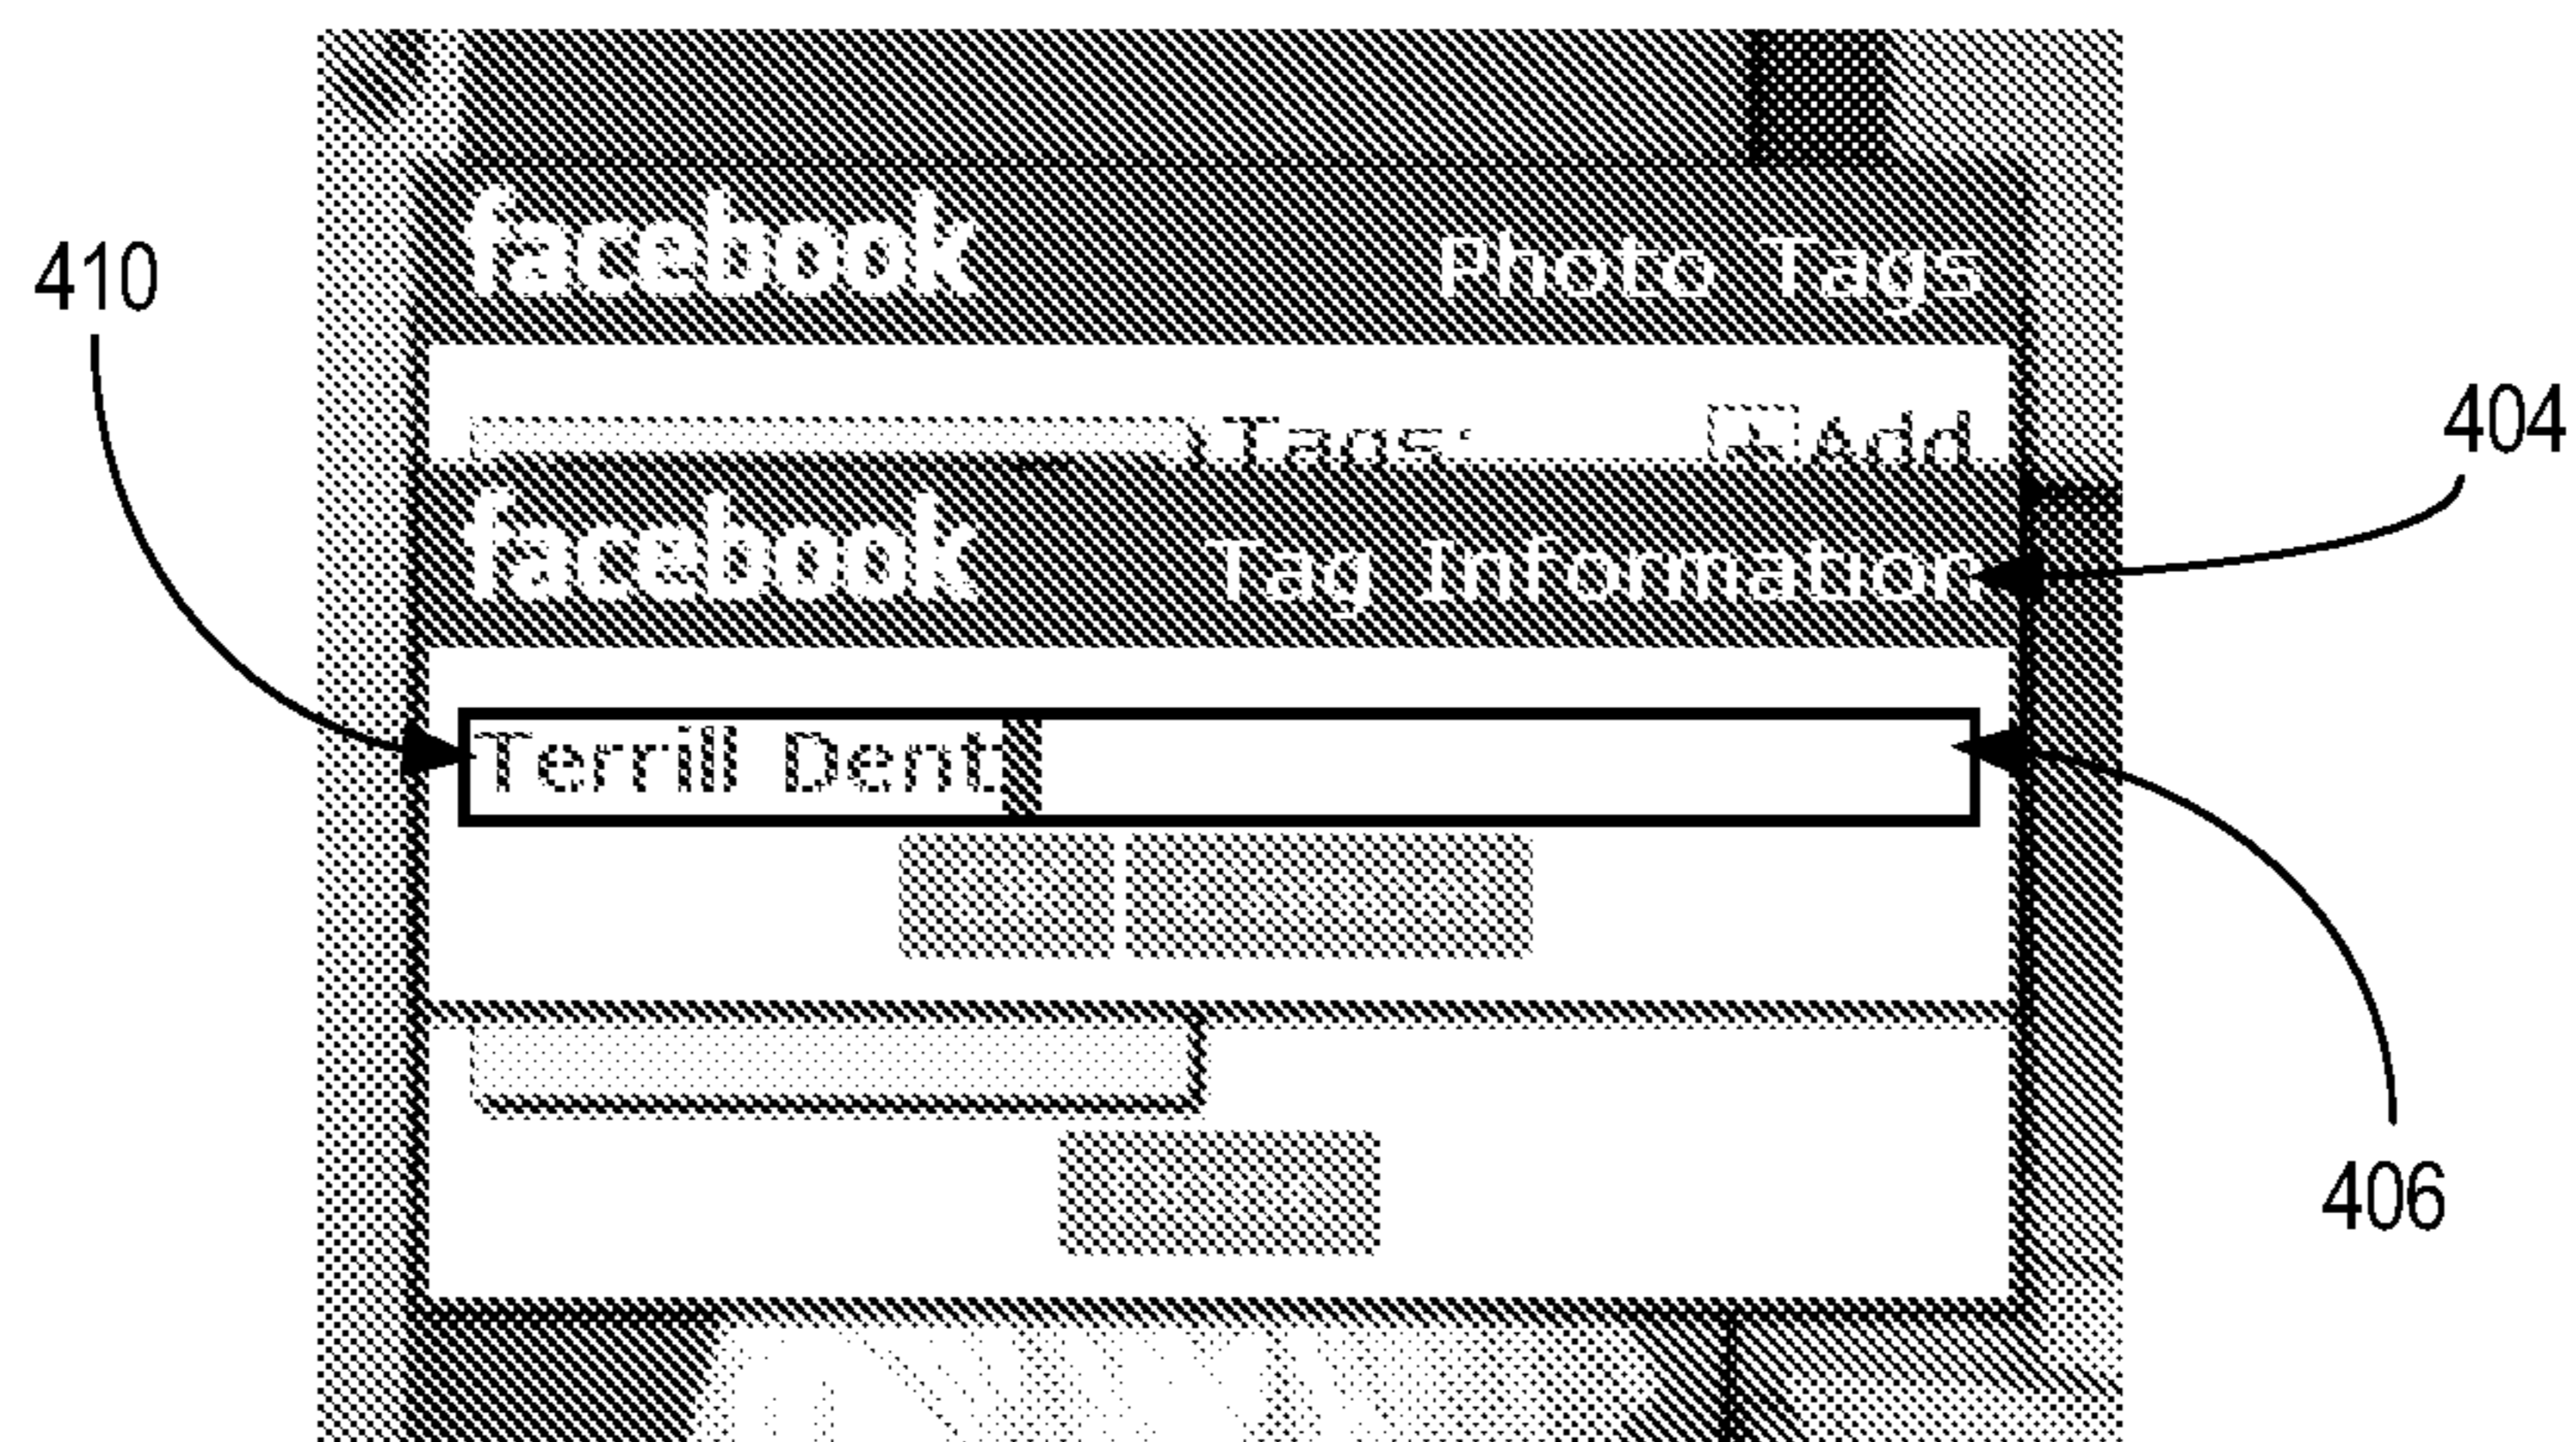 facebook Photo Tags
410
Tags: Add
404
facebook Tag Information
Terrill Dent
406